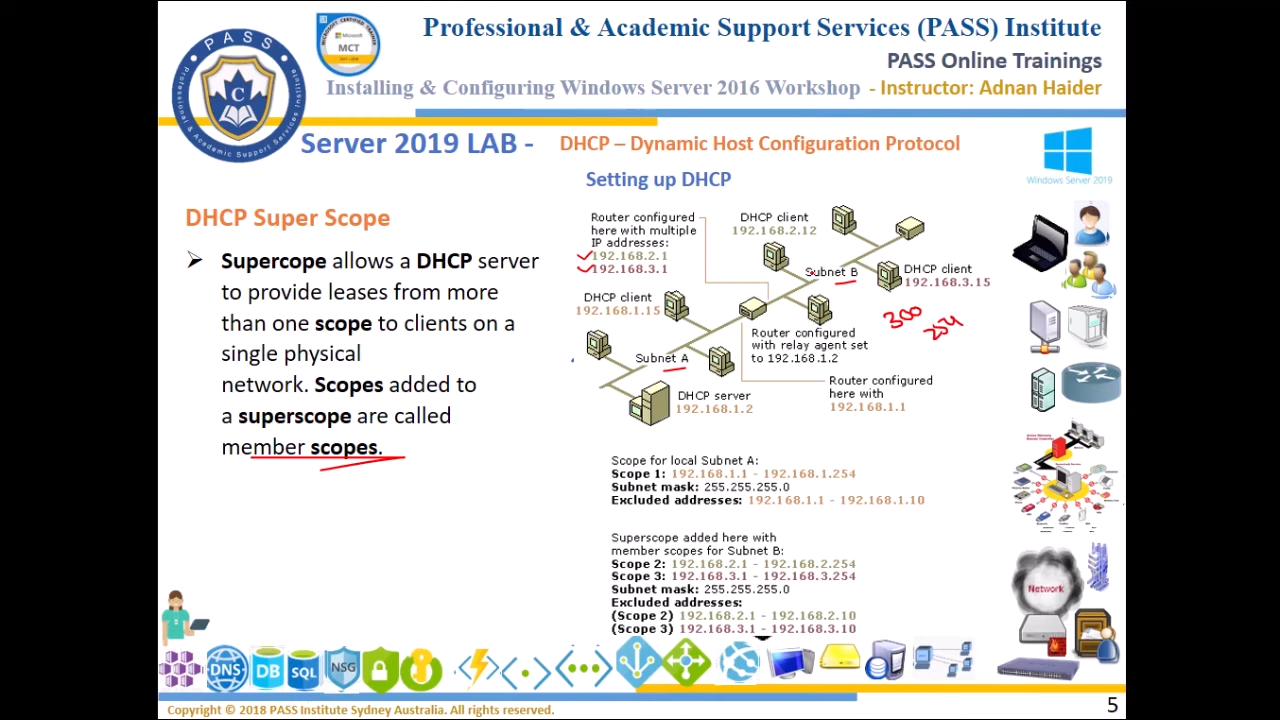 Professional & Academic Support Services (PASS) Institute
PASS Online Trainings
Installing & Configuring Windows Server 2016 Workshop - Instructor: Adnan Haider
PASS
Professional & Academic Support Services Institute
C
MICROSOFT CERTIFIED TRAINER
Microsoft
MCT
Server 2019 LAB - DHCP – Dynamic Host Configuration Protocol
Setting up DHCP
Windows Server 2019
DHCP Super Scope
➢ Supercope allows a DHCP server
to provide leases from more
than one scope to clients on a
single physical
network. Scopes added to
a superscope are called
member scopes.
Router configured
here with multiple
IP addresses:
192.168.2.1
192.168.3.1
DHCP client
192.168.2.12
Subnet B
DHCP client
192.168.3.15
300
254
DHCP client
192.168.1.15
Router configured
with relay agent set
to 192.168.1.2
Subnet A
Router configured
here with
192.168.1.1
DHCP server
192.168.1.2
Scope for local Subnet A:
Scope 1: 192.168.1.1 - 192.168.1.254
Subnet mask: 255.255.255.0
Excluded addresses: 192.168.1.1 - 192.168.1.10
Superscope added here with
member scopes for Subnet B:
Scope 2: 192.168.2.1 - 192.168.2.254
Scope 3: 192.168.3.1 - 192.168.3.254
Subnet mask: 255.255.255.0
Excluded addresses:
(Scope 2) 192.168.2.1 - 192.168.2.10
(Scope 3) 192.168.3.1 - 192.168.3.10
Network
DNS
DB
SQL
NSG
Copyright © 2018 PASS Institute Sydney Australia. All rights reserved.
5